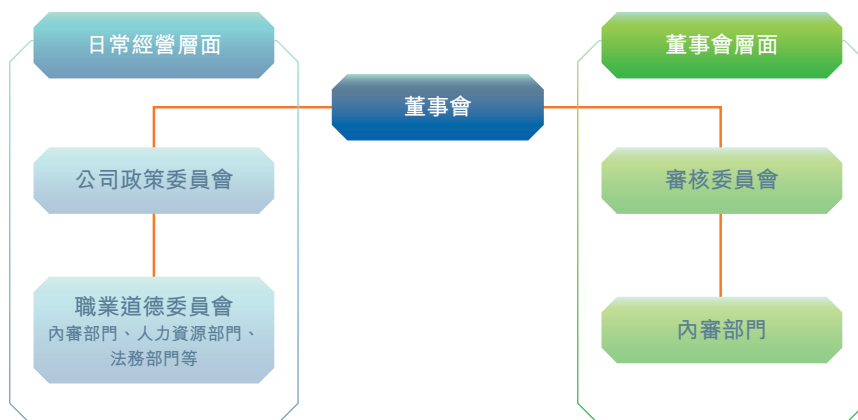 日常經營層面
董事會層面
董事會
公司政策委員會
審核委員會
職業道德委員會
內審部門、人力資源部門、
法務部門等
內審部門